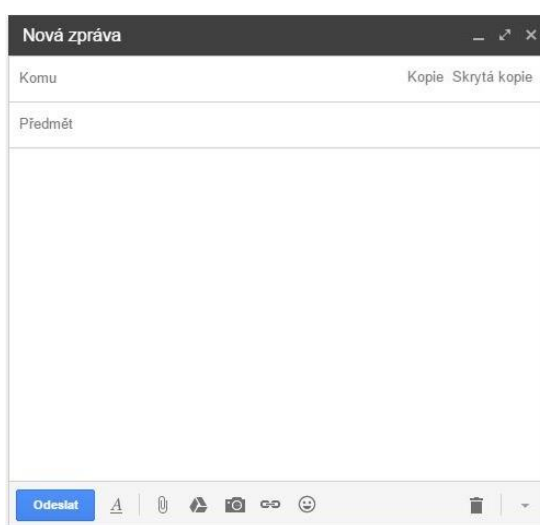 Nová zpráva
Komu Kopie Skrytá kopie
Předmět
Odeslat A